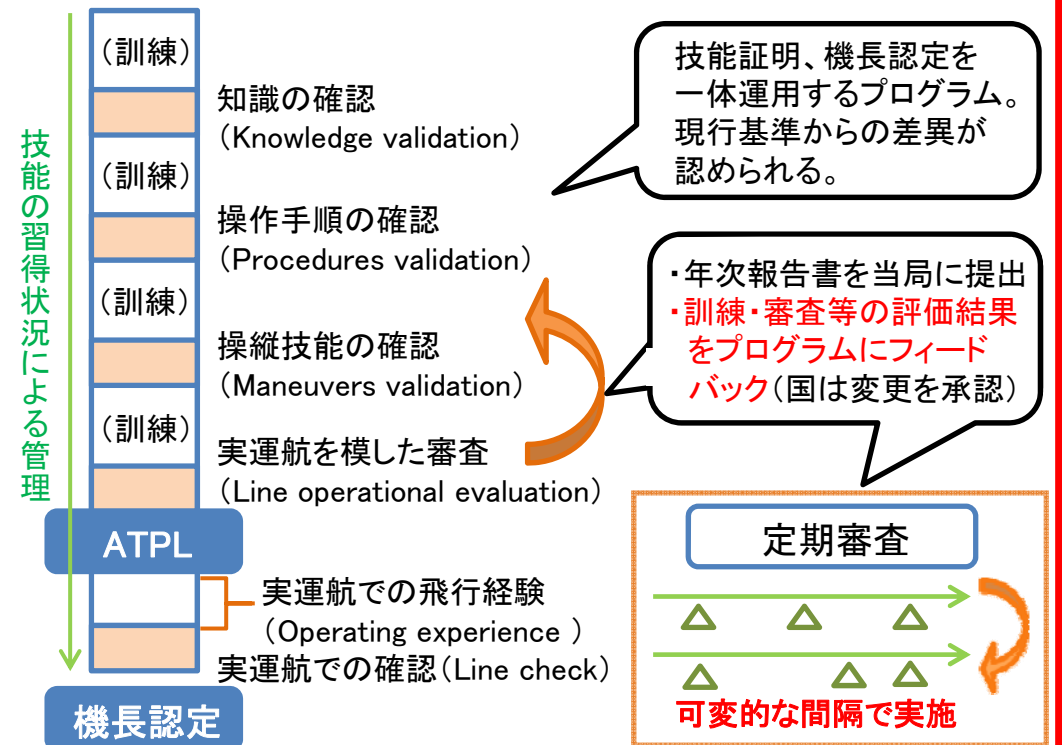 技能の習得状況による管理
（訓練）
知識の確認
（Knowledge validation）
（訓練）
操作手順の確認
（Procedures validation）
（訓練）
操縦技能の確認
（Maneuvers validation）
（訓練）
実運航を模した審査
（Line operational evaluation）
ATPL
実運航での飛行経験
（Operating experience ）
実運航での確認（Line check）
機長認定
技能証明、機長認定を
一体運用するプログラム。
現行基準からの差異が
認められる。
・年次報告書を当局に提出
・訓練・審査等の評価結果
をプログラムにフィード
バック（国は変更を承認）
定期審査
可変的な間隔で実施